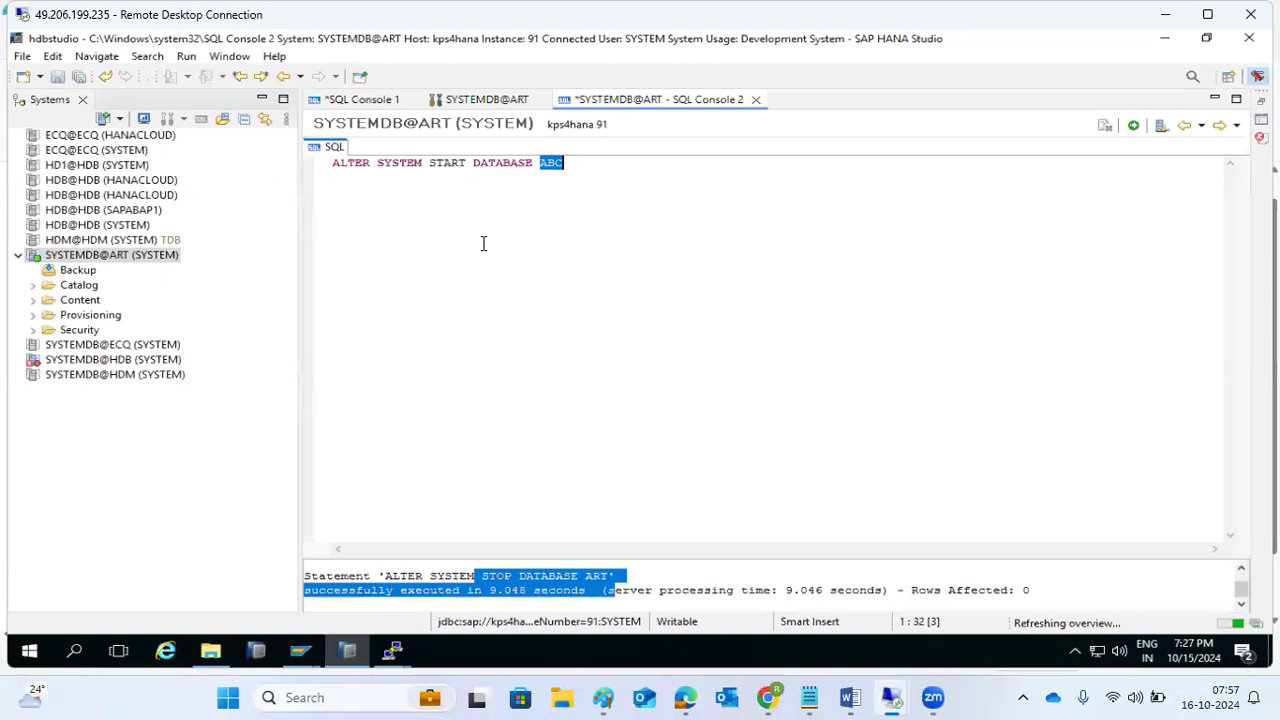 49.206.199.235 - Remote Desktop Connection
hdbstudio - C:\Windows\system32\SQL Console 2 System: SYSTEMDB@ART Host: kps4hana Instance: 91 Connected User: SYSTEM System Usage: Development System - SAP HANA Studio
File Edit Navigate Search Run Window Help
Systems
*SQL Console 1
SYSTEMDB@ART
*SYSTEMDB@ART - SQL Console 2
SYSTEMDB@ART (SYSTEM) kps4hana 91
SQL
ALTER SYSTEM START DATABASE ABC
ECQ@ECQ (HANACLOUD)
ECQ@ECQ (SYSTEM)
HD1@HDB (SYSTEM)
HDB@HDB (HANACLOUD)
HDB@HDB (HANACLOUD)
HDB@HDB (SAPABAP1)
HDB@HDB (SYSTEM)
HDM@HDM (SYSTEM) TDB
SYSTEMDB@ART (SYSTEM)
Backup
Catalog
Content
Provisioning
Security
SYSTEMDB@ECQ (SYSTEM)
SYSTEMDB@HDB (SYSTEM)
SYSTEMDB@HDM (SYSTEM)
Statement 'ALTER SYSTEM STOP DATABASE ART'
successfully executed in 9.048 seconds (server processing time: 9.046 seconds) - Rows Affected: 0
jdbc:sap://kps4ha...eNumber=91:SYSTEM
Writable
Smart Insert
1 : 32 [3]
Refreshing overview...
ENG
IN
7:27 PM
10/15/2024
2
24°
Search
07:57
16-10-2024